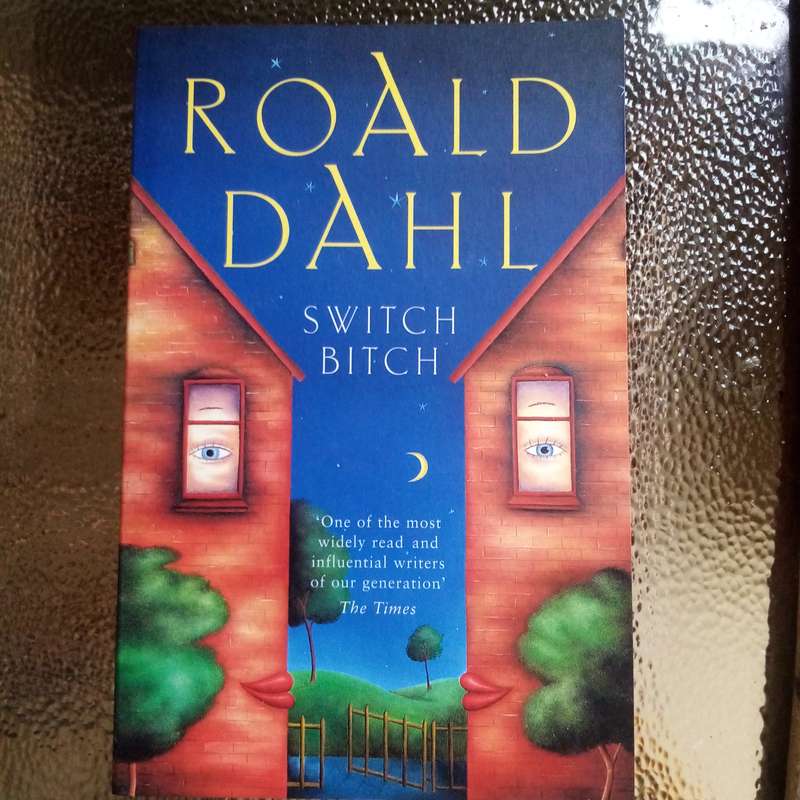 ROALD
DAHL
SWITCH
BITCH
‘One of the most
widely read and
influential writers
of our generation’
The Times